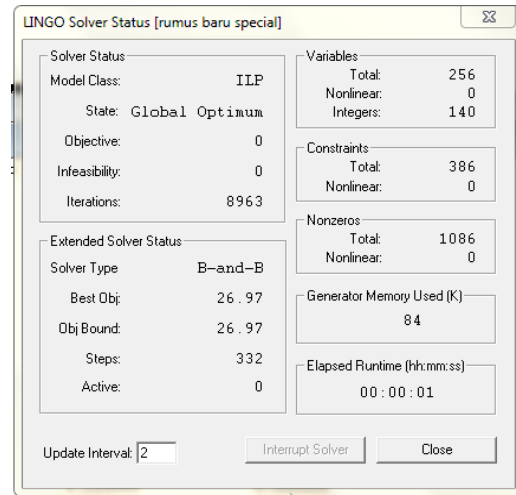 LINGO Solver Status [rumus baru special]
Solver Status
Model Class: ILP
State: Global Optimum
Objective: 0
Infeasibility: 0
Iterations: 8963
Extended Solver Status
Solver Type B-and-B
Best Obj: 26.97
Obj Bound: 26.97
Steps: 332
Active: 0
Update Interval: 2
Variables
Total: 256
Nonlinear: 0
Integers: 140
Constraints
Total: 386
Nonlinear: 0
Nonzeros
Total: 1086
Nonlinear: 0
Generator Memory Used (K)
84
Elapsed Runtime (hh:mm:ss)
00:00:01
Interrupt Solver
Close